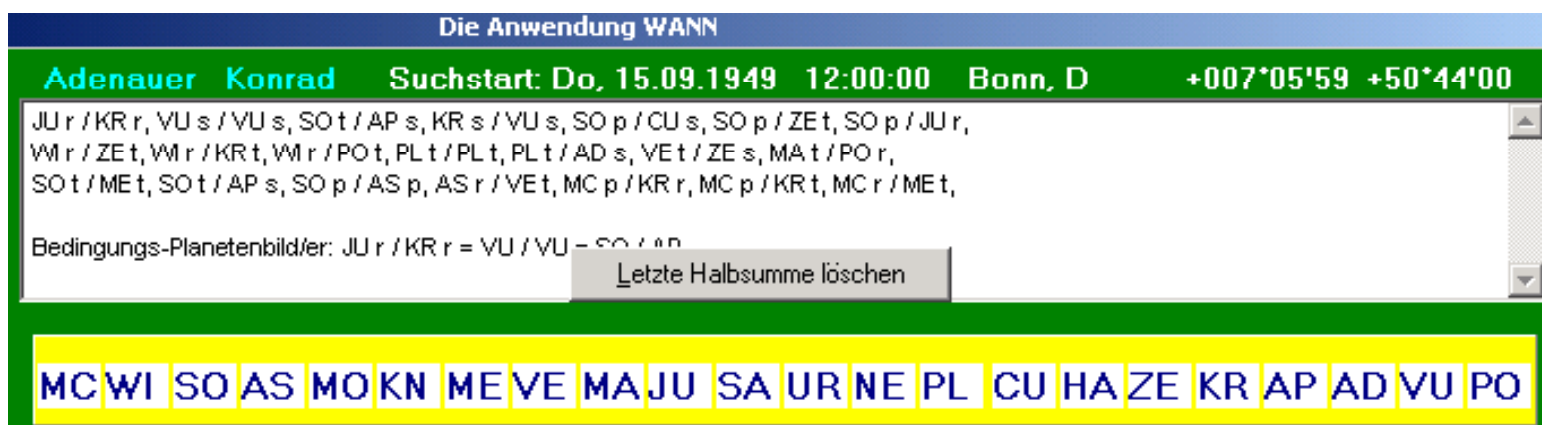 Die Anwendung WANN
Adenauer Konrad Suchstart: Do, 15.09.1949 12:00:00 Bonn, D +007°05'59 +50°44'00
JU r / KR r, VU s / VU s, SO t / AP s, KR s / VU s, SO p / CU s, SO p / ZE t, SO p / JU r,
WI r / ZE t, WI r / KR t, WI r / PO t, PL t / PL t, PL t / AD s, VE t / ZE s, MA t / PO r,
SO t / ME t, SO t / AP s, SO p / AS p, AS r / VE t, MC p / KR r, MC p / KR t, MC r / ME t,
Bedingungs-Planetenbild/er: JU r / KR r = VU / VU = SO / AP
Letzte Halbsumme löschen
MC WI SO AS MO KN ME VE MA JU SA UR NE PL CU HA ZE KR AP AD VU PO